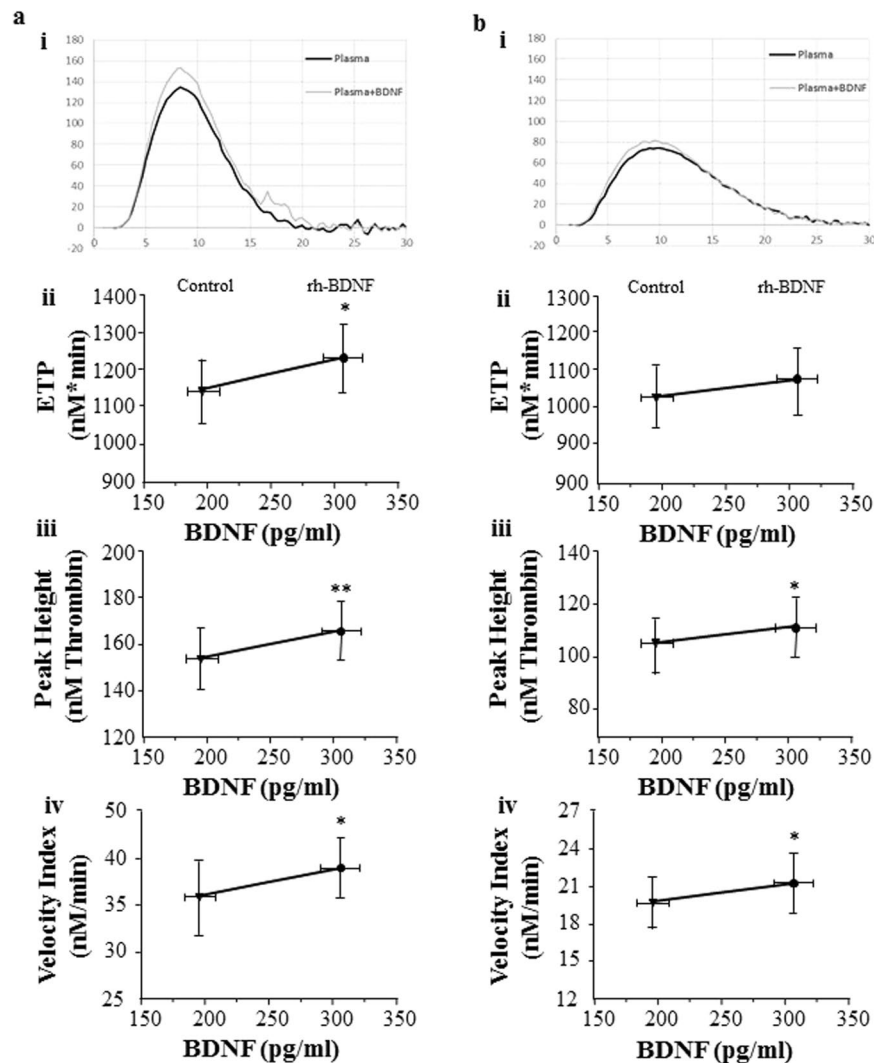 a
i
180
160
140
120
100
80
60
40
20
0
-20
0 5 10 15 20 25 30
Plasma
Plasma+BDNF
ii
Control rh-BDNF
*
ETP
(nM*min)
1400
1300
1200
1100
1000
900
150 200 250 300 350
BDNF (pg/ml)
iii
**
Peak Height
(nM Thrombin)
200
180
160
140
120
150 200 250 300 350
BDNF (pg/ml)
iv
*
Velocity Index
(nM/min)
50
45
40
35
30
25
150 200 250 300 350
BDNF (pg/ml)
b
i
180
160
140
120
100
80
60
40
20
0
-20
0 5 10 15 20 25 30
Plasma
Plasma+BDNF
ii
Control rh-BDNF
ETP
(nM*min)
1300
1200
1100
1000
900
900
150 200 250 300 350
BDNF (pg/ml)
iii
*
Peak Height
(nM Thrombin)
140
120
100
80
150 200 250 300 350
BDNF (pg/ml)
iv
*
Velocity Index
(nM/min)
27
24
21
18
15
12
150 200 250 300 350
BDNF (pg/ml)